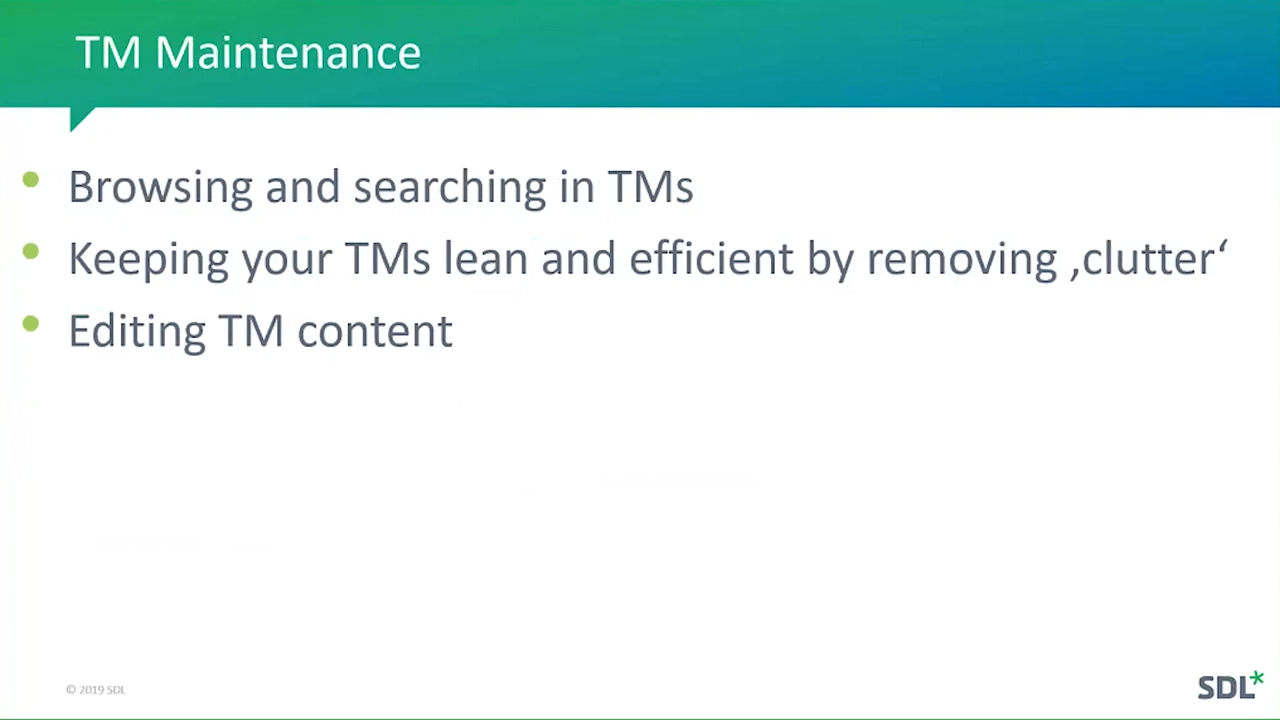 TM Maintenance
• Browsing and searching in TMs
• Keeping your TMs lean and efficient by removing ‚clutter‘
• Editing TM content
© 2019 SDL
SDL*